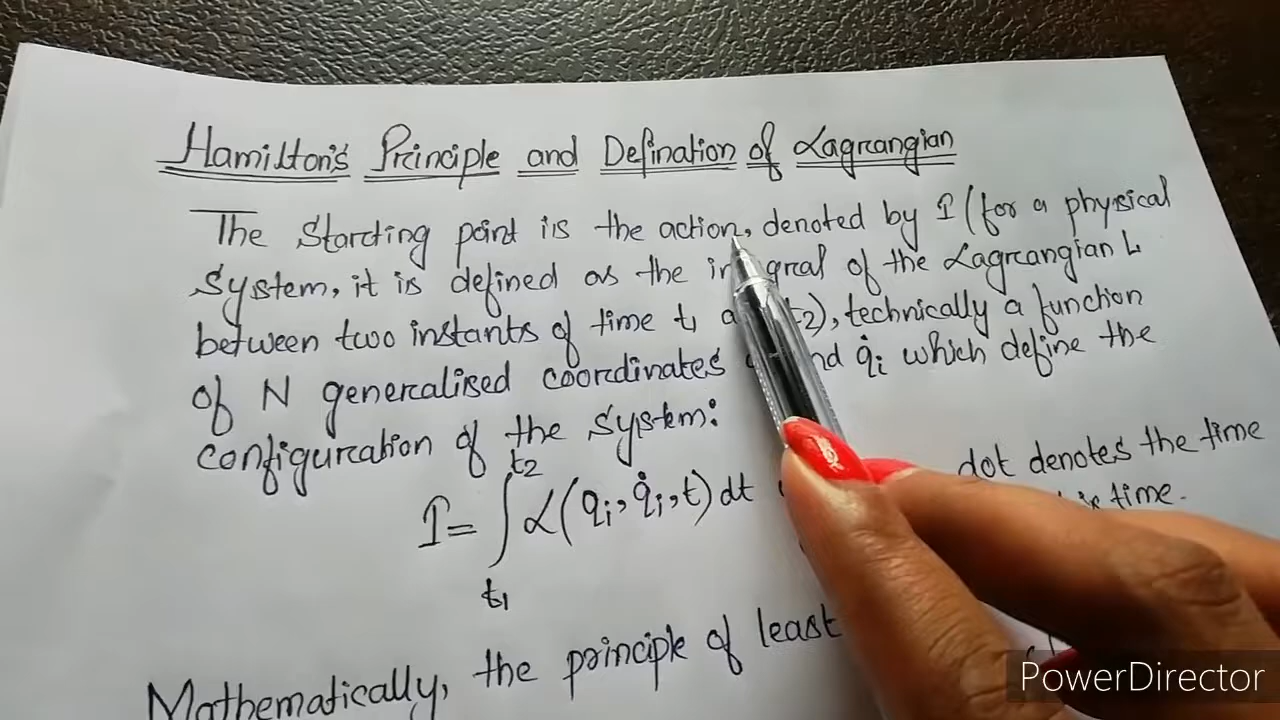 Hamilton's Principle and Defination of Lagrangian
The Starting point is the action, denoted by I (for a physical
System, it is defined as the of the Lagrangian L
between two instants of time t₁ t₂), technically a function
of N generalised coordinates q̇ᵢ which define the
configuration of the System:
I = ∫ₜ₁ᵗ² L(qᵢ, q̇ᵢ, t) dt dot denotes the time
time.
Mathematically, the principle of least
PowerDirector